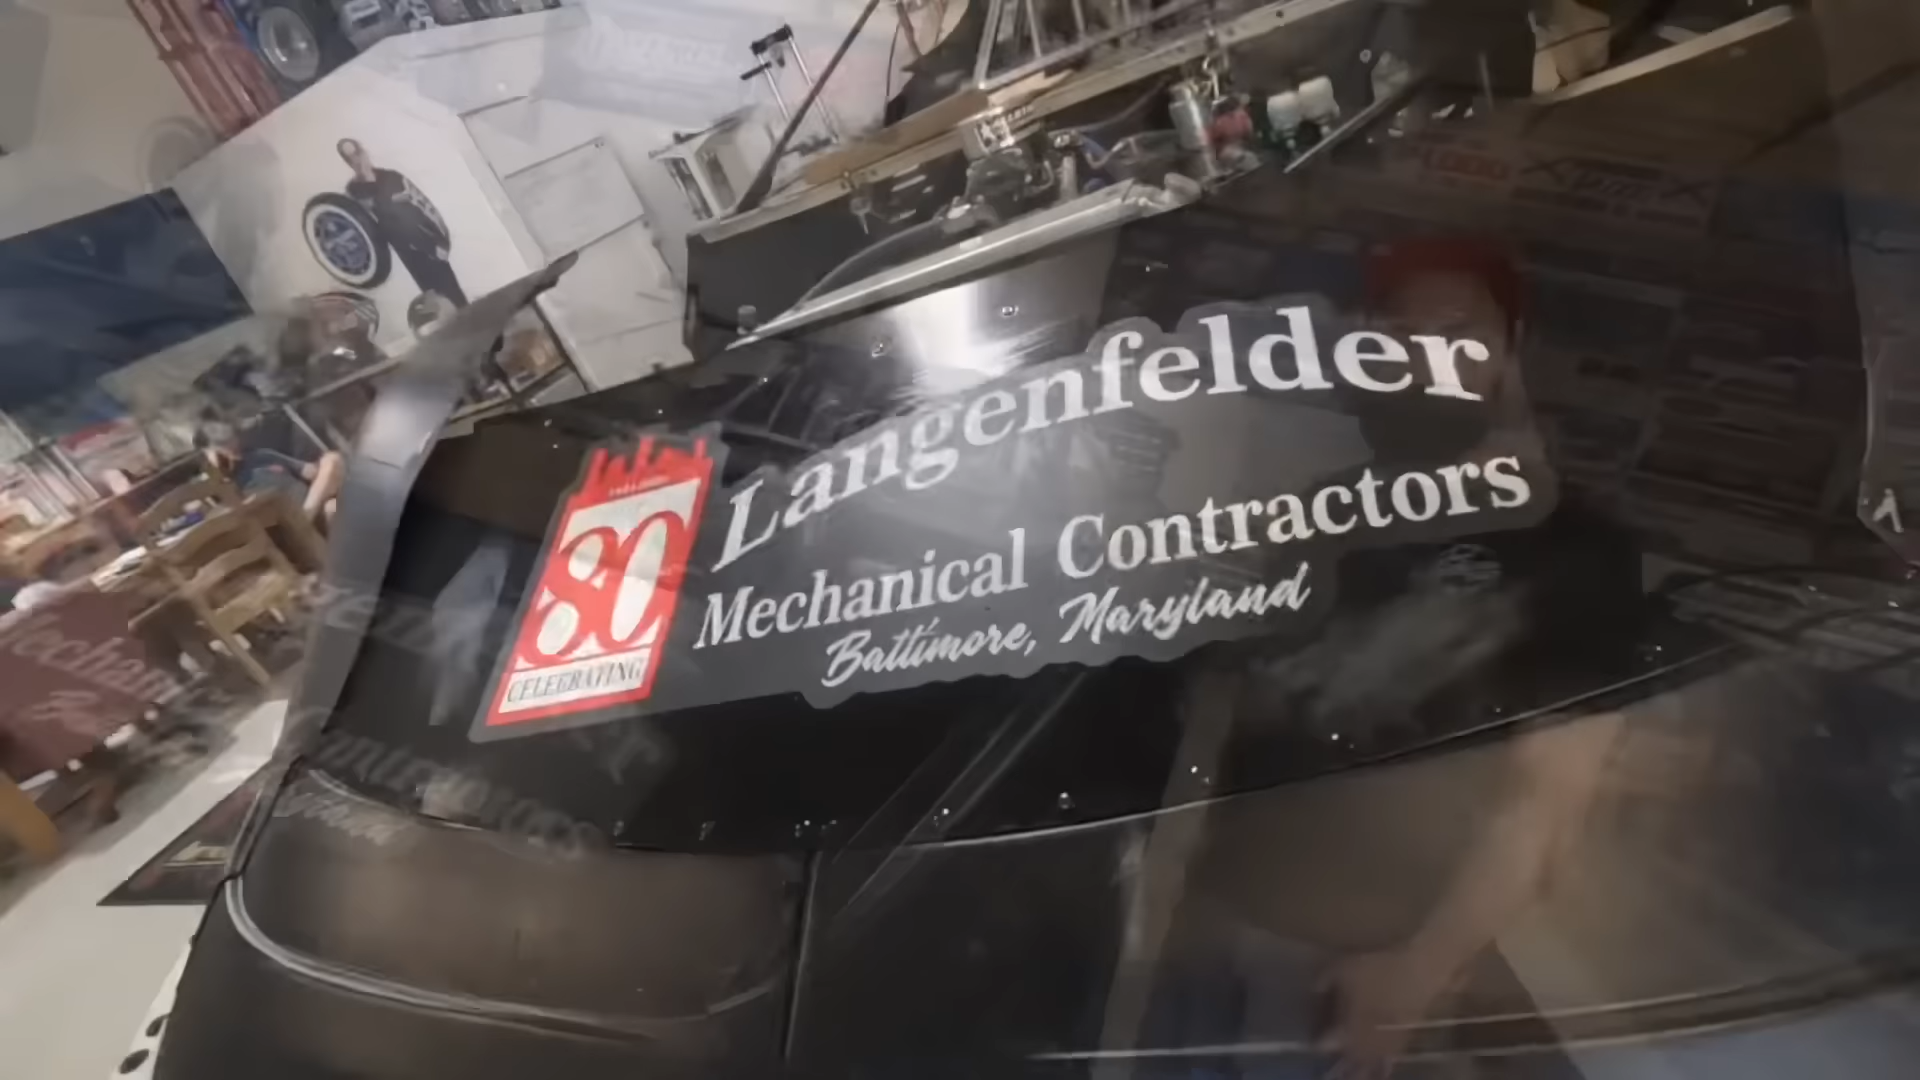 Langenfelder
Mechanical Contractors
Baltimore, Maryland
80
CELEBRATING